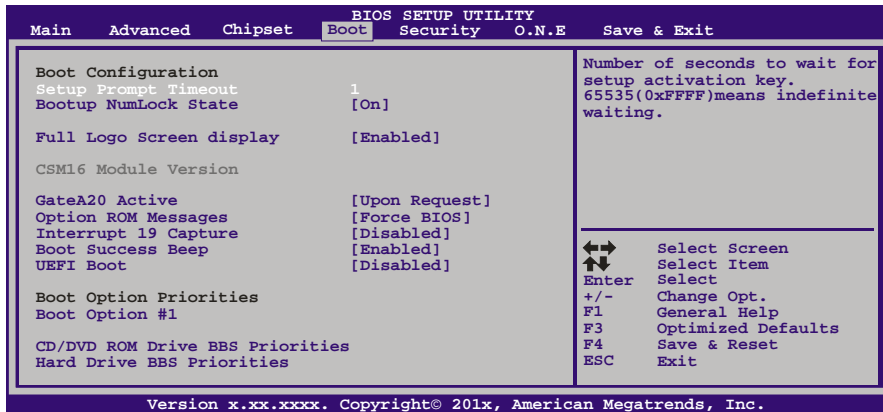 BIOS SETUP UTILITY
Main Advanced Chipset Boot Security O.N.E Save & Exit
Boot Configuration
Setup Prompt Timeout 1
Bootup NumLock State [On]
Full Logo Screen display [Enabled]
CSM16 Module Version
GateA20 Active [Upon Request]
Option ROM Messages [Force BIOS]
Interrupt 19 Capture [Disabled]
Boot Success Beep [Enabled]
UEFI Boot [Disabled]
Boot Option Priorities
Boot Option #1
CD/DVD ROM Drive BBS Priorities
Hard Drive BBS Priorities
Number of seconds to wait for
setup activation key.
65535(0xFFFF)means indefinite
waiting.
Select Screen
Select Item
Enter Select
+/- Change Opt.
F1 General Help
F3 Optimized Defaults
F4 Save & Reset
ESC Exit
Version x.xx.xxxx. Copyright© 201x, American Megatrends, Inc.